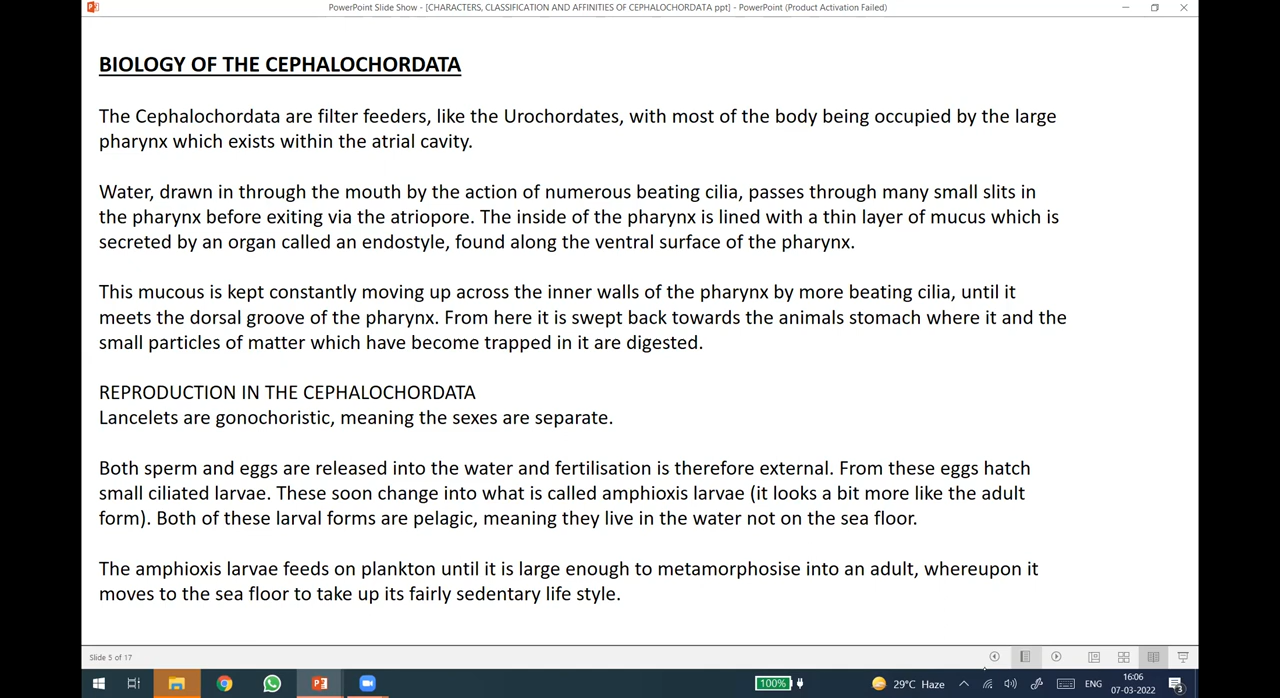 PowerPoint Slide Show - [CHARACTERS, CLASSIFICATION AND AFFINITIES OF CEPHALOCHORDATA ppt] - PowerPoint (Product Activation Failed)
BIOLOGY OF THE CEPHALOCHORDATA
The Cephalochordata are filter feeders, like the Urochordates, with most of the body being occupied by the large
pharynx which exists within the atrial cavity.
Water, drawn in through the mouth by the action of numerous beating cilia, passes through many small slits in
the pharynx before exiting via the atriopore. The inside of the pharynx is lined with a thin layer of mucus which is
secreted by an organ called an endostyle, found along the ventral surface of the pharynx.
This mucous is kept constantly moving up across the inner walls of the pharynx by more beating cilia, until it
meets the dorsal groove of the pharynx. From here it is swept back towards the animals stomach where it and the
small particles of matter which have become trapped in it are digested.
REPRODUCTION IN THE CEPHALOCHORDATA
Lancelets are gonochoristic, meaning the sexes are separate.
Both sperm and eggs are released into the water and fertilisation is therefore external. From these eggs hatch
small ciliated larvae. These soon change into what is called amphioxis larvae (it looks a bit more like the adult
form). Both of these larval forms are pelagic, meaning they live in the water not on the sea floor.
The amphioxis larvae feeds on plankton until it is large enough to metamorphosise into an adult, whereupon it
moves to the sea floor to take up its fairly sedentary life style.
Slide 5 of 17
100%
29°C Haze
ENG
16:06
07-03-2022
3